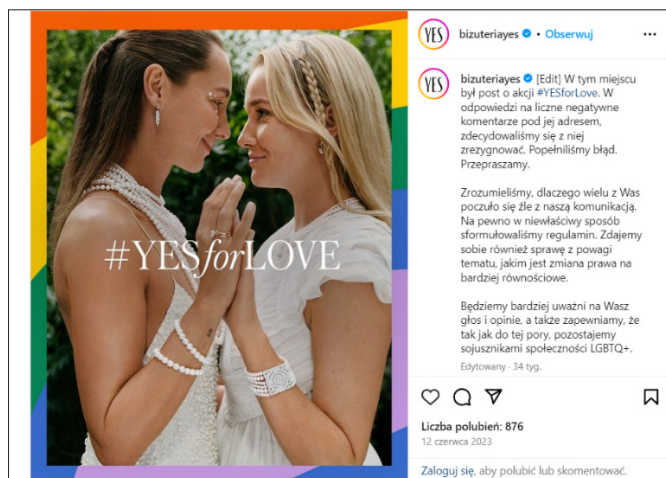 YES
bizuteriayes • Obserwuj
YES
bizuteriayes [Edit] W tym miejscu
był post o akcji #YESforLove. W
odpowiedzi na liczne negatywne
komentarze pod jej adresem,
zdecydowaliśmy się z niej
zrezygnować. Popełniliśmy błąd.
Przepraszamy.
Zrozumieliśmy, dlaczego wielu z Was
poczuło się źle z naszą komunikacją.
Na pewno w niewłaściwy sposób
sformułowaliśmy regulamin. Zdajemy
sobie również sprawę z powagi
tematu, jakim jest zmiana prawa na
bardziej równościowe.
Będziemy bardziej uważni na Wasz
głos i opinie, a także zapewniamy, że
tak jak do tej pory, pozostajemy
sojusznikami społeczności LGBTQ+.
Edytowany · 34 tyg.
#YESforLOVE
Liczba polubień: 876
12 czerwca 2023
Zaloguj się, aby polubić lub skomentować.